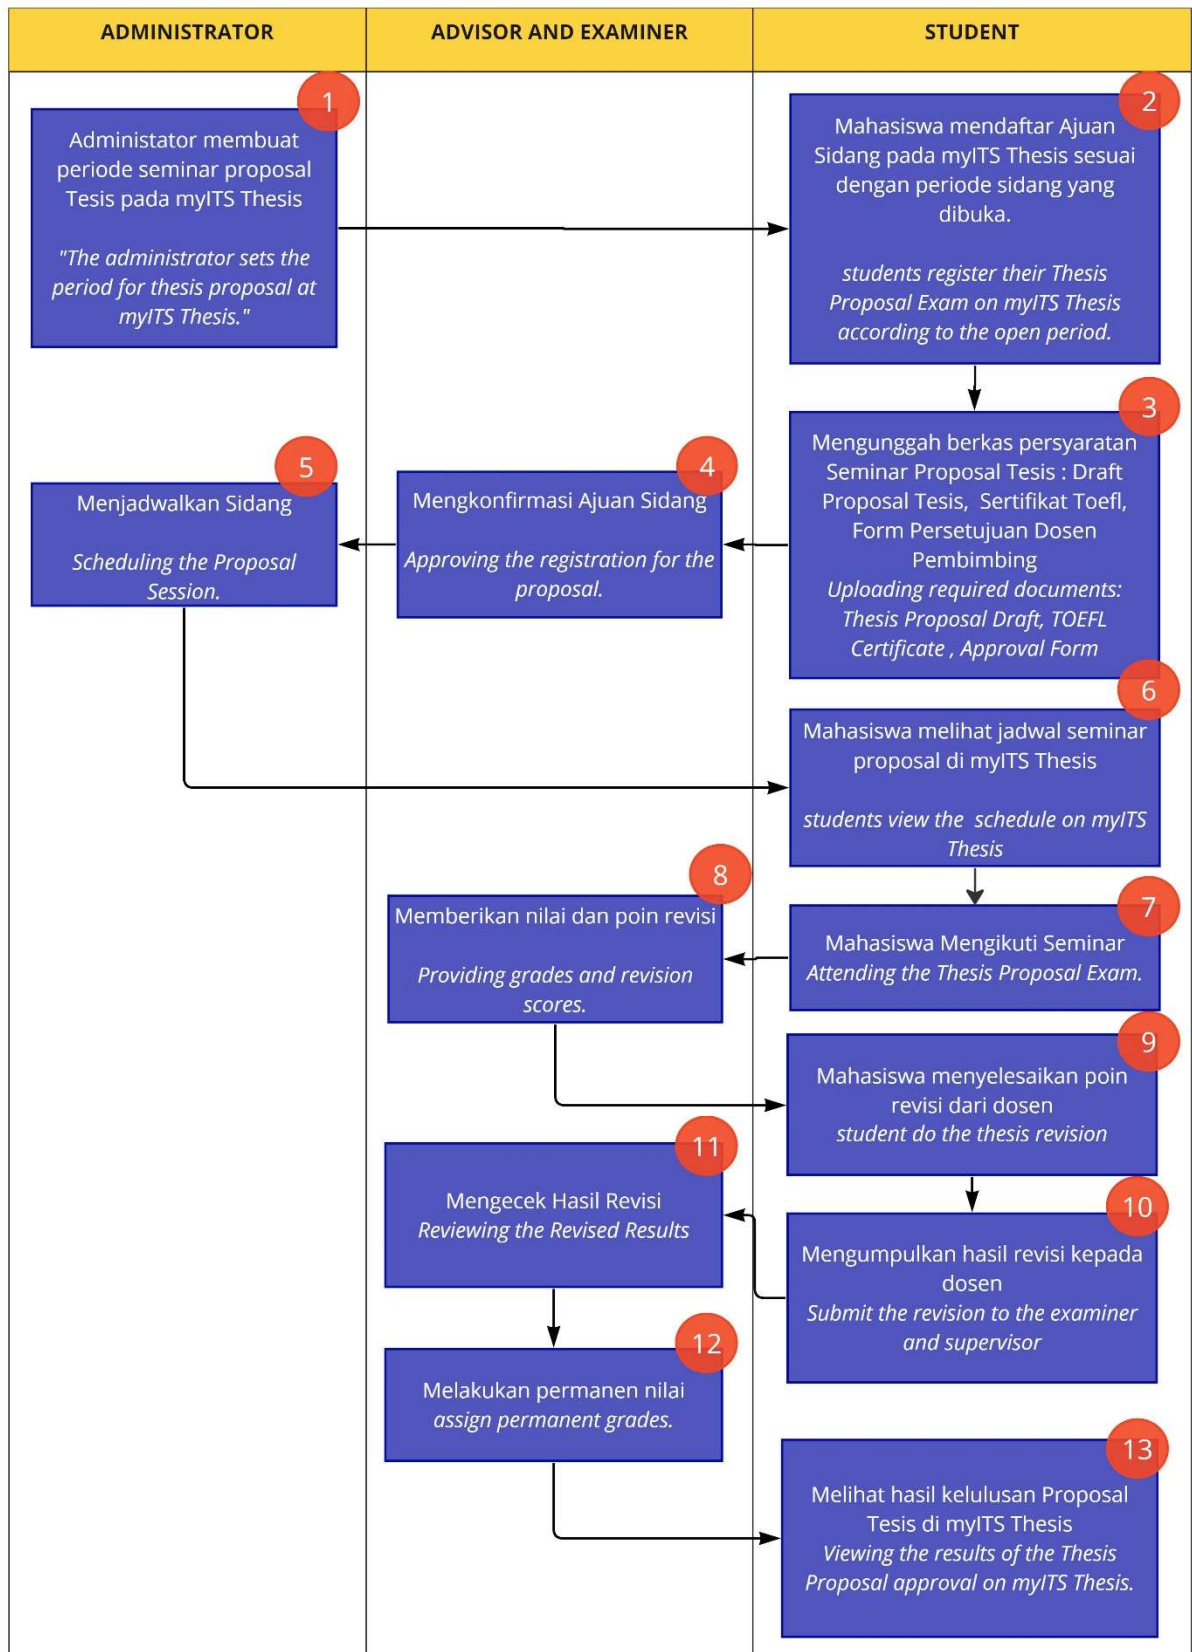 ADMINISTRATOR
ADVISOR AND EXAMINER
STUDENT
1
Administator membuat
periode seminar proposal
Tesis pada myITS Thesis
"The administrator sets the
period for thesis proposal at
myITS Thesis."
2
Mahasiswa mendaftar Ajuan
Sidang pada myITS Thesis sesuai
dengan periode sidang yang
dibuka.
students register their Thesis
Proposal Exam on myITS Thesis
according to the open period.
3
Mengunggah berkas persyaratan
Seminar Proposal Tesis : Draft
Proposal Tesis, Sertifikat Toefl,
Form Persetujuan Dosen
Pembimbing
Uploading required documents:
Thesis Proposal Draft, TOEFL
Certificate , Approval Form
4
Mengkonfirmasi Ajuan Sidang
Approving the registration for the
proposal.
5
Menjadwalkan Sidang
Scheduling the Proposal
Session.
6
Mahasiswa melihat jadwal seminar
proposal di myITS Thesis
students view the schedule on myITS
Thesis
7
Mahasiswa Mengikuti Seminar
Attending the Thesis Proposal Exam.
8
Memberikan nilai dan poin revisi
Providing grades and revision
scores.
9
Mahasiswa menyelesaikan poin
revisi dari dosen
student do the thesis revision
10
Mengumpulkan hasil revisi kepada
dosen
Submit the revision to the examiner
and supervisor
11
Mengecek Hasil Revisi
Reviewing the Revised Results
12
Melakukan permanen nilai
assign permanent grades.
13
Melihat hasil kelulusan Proposal
Tesis di myITS Thesis
Viewing the results of the Thesis
Proposal approval on myITS Thesis.